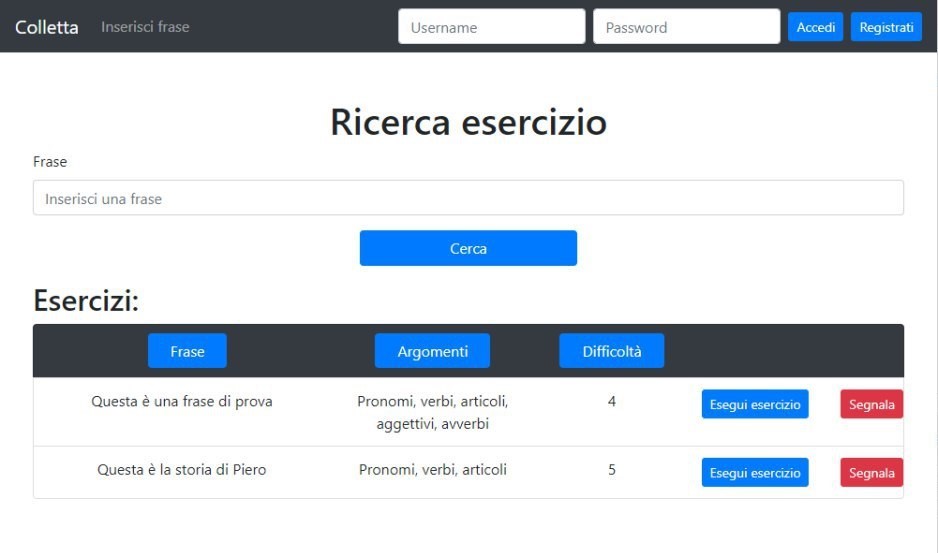 Colletta Inserisci frase Username Password Accedi Registrati
Ricerca esercizio
Frase
Inserisci una frase
Cerca
Esercizi:
Frase Argomenti Difficoltà
Questa è una frase di prova Pronomi, verbi, articoli, 4 Esegui esercizio Segnala
aggettivi, avverbi
Questa è la storia di Piero Pronomi, verbi, articoli 5 Esegui esercizio Segnala